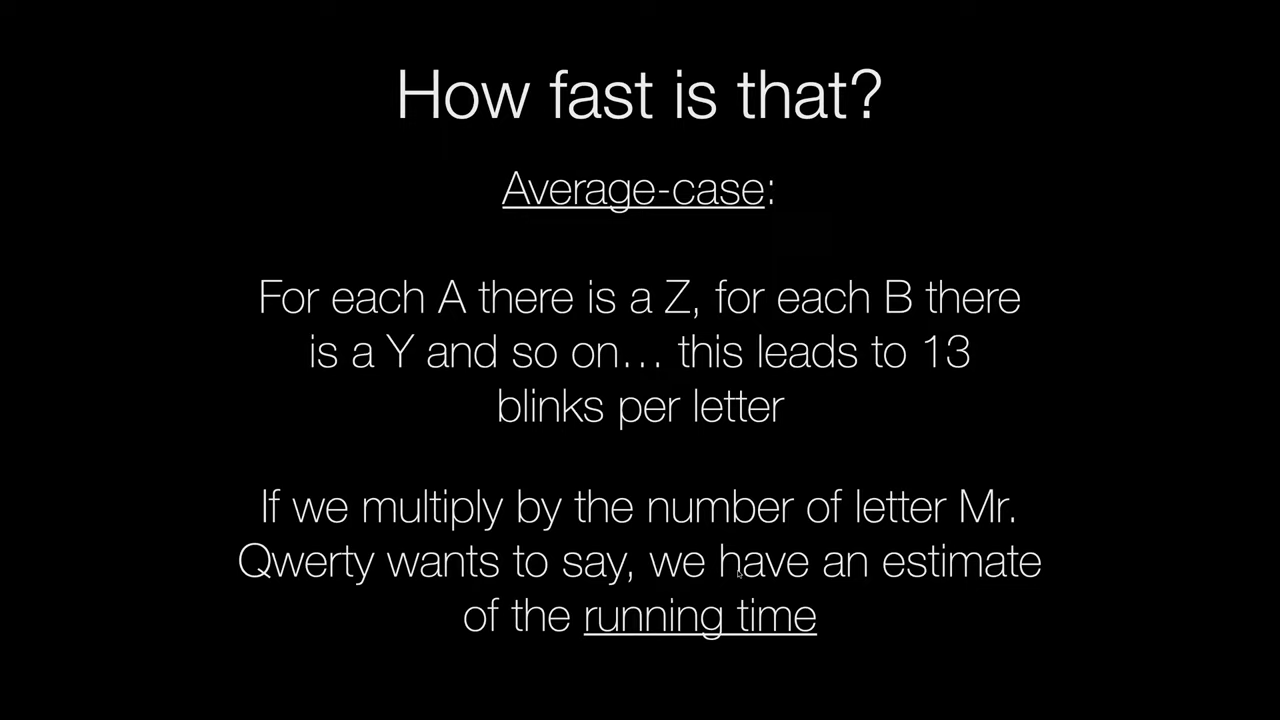 How fast is that?
Average-case:
For each A there is a Z, for each B there
is a Y and so on… this leads to 13
blinks per letter
If we multiply by the number of letter Mr.
Qwerty wants to say, we have an estimate
of the running time